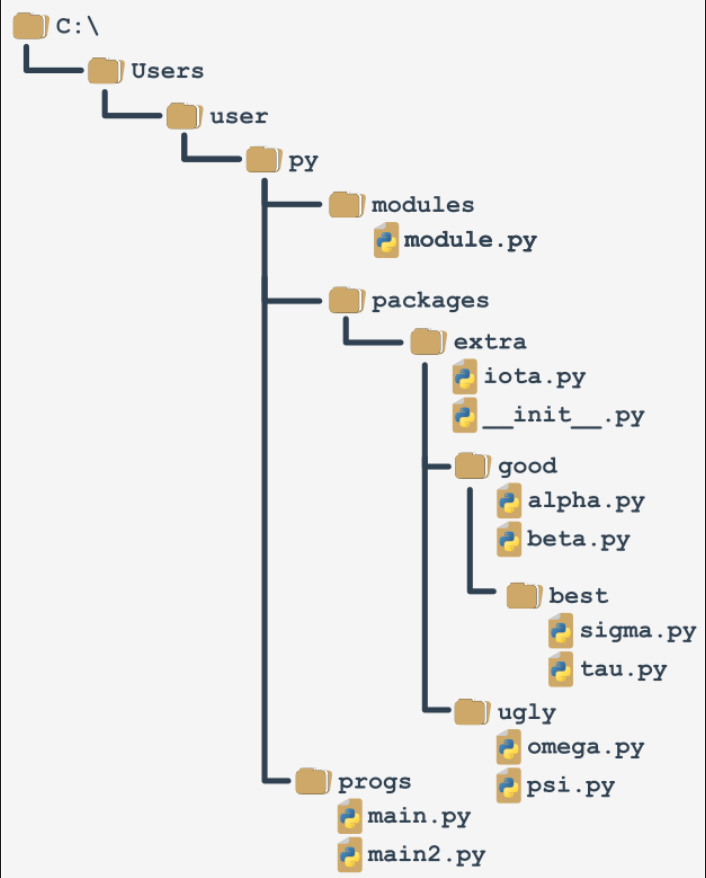 C:\
Users
user
py
modules
module.py
packages
extra
iota.py
__init__.py
good
alpha.py
beta.py
best
sigma.py
tau.py
ugly
omega.py
psi.py
progs
main.py
main2.py